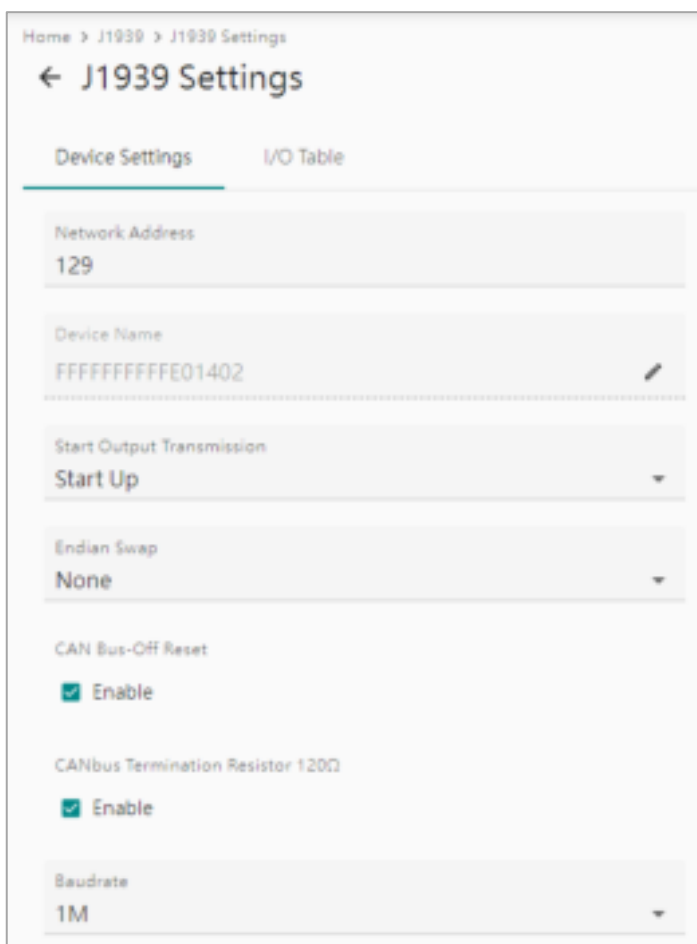 Home > J1939 > J1939 Settings
← J1939 Settings
Device Settings I/O Table
Network Address
129
Device Name
FFFFFFFFFFE01402
Start Output Transmission
Start Up
Endian Swap
None
CAN Bus-Off Reset
Enable
CANbus Termination Resistor 120Ω
Enable
Baudrate
1M